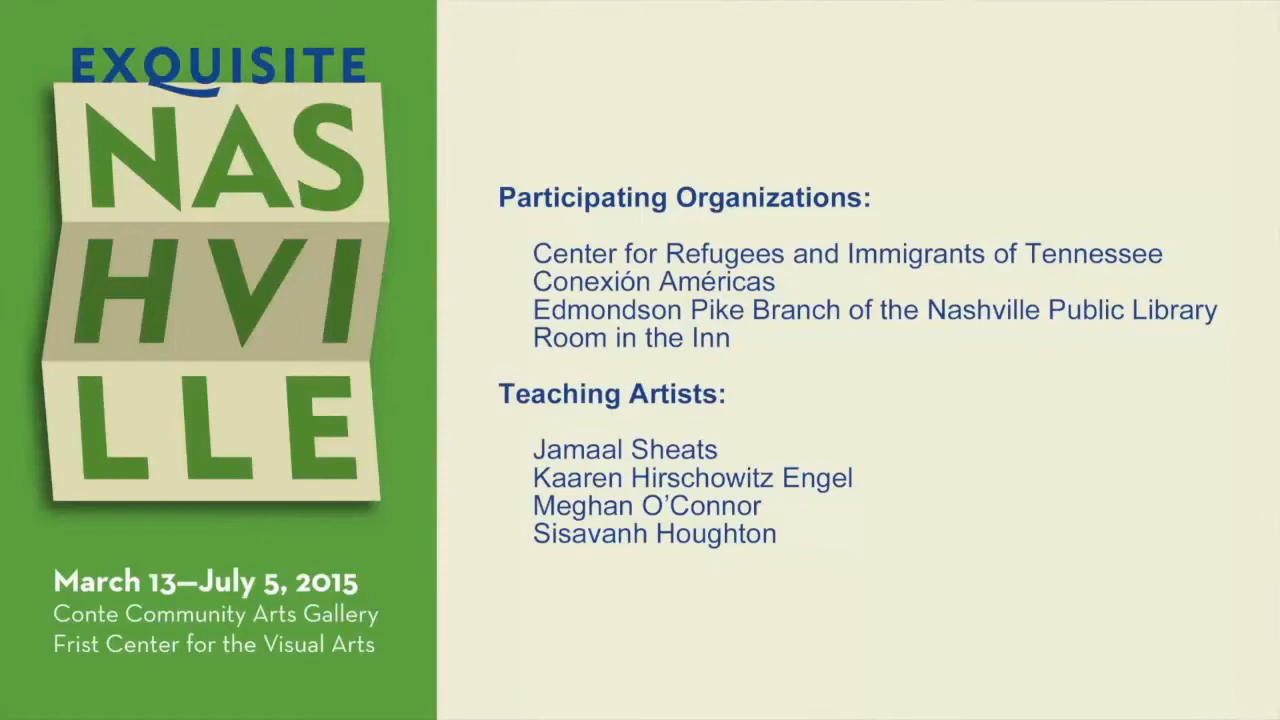 EXQUISITE
NAS
HVI
LLE
March 13—July 5, 2015
Conte Community Arts Gallery
Frist Center for the Visual Arts
Participating Organizations:
Center for Refugees and Immigrants of Tennessee
Conexión Américas
Edmondson Pike Branch of the Nashville Public Library
Room in the Inn
Teaching Artists:
Jamaal Sheats
Kaaren Hirschowitz Engel
Meghan O’Connor
Sisavanh Houghton